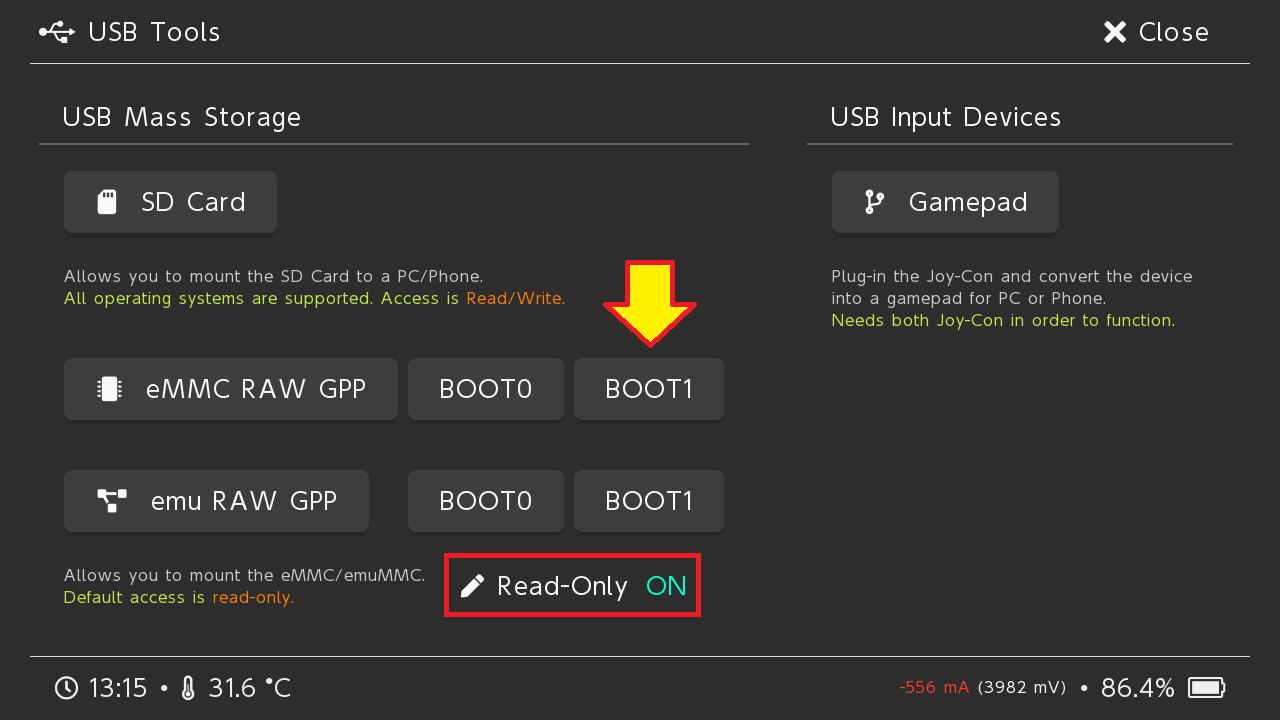 USB Tools
Close
USB Mass Storage
SD Card
Allows you to mount the SD Card to a PC/Phone.
All operating systems are supported. Access is Read/Write.
eMMC RAW GPP
BOOT0
BOOT1
emu RAW GPP
BOOT0
BOOT1
Allows you to mount the eMMC/emuMMC.
Default access is read-only.
Read-Only ON
USB Input Devices
Gamepad
Plug-in the Joy-Con and convert the device
into a gamepad for PC or Phone.
Needs both Joy-Con in order to function.
13:15 • 31.6 °C
-556 mA (3982 mV) • 86.4%